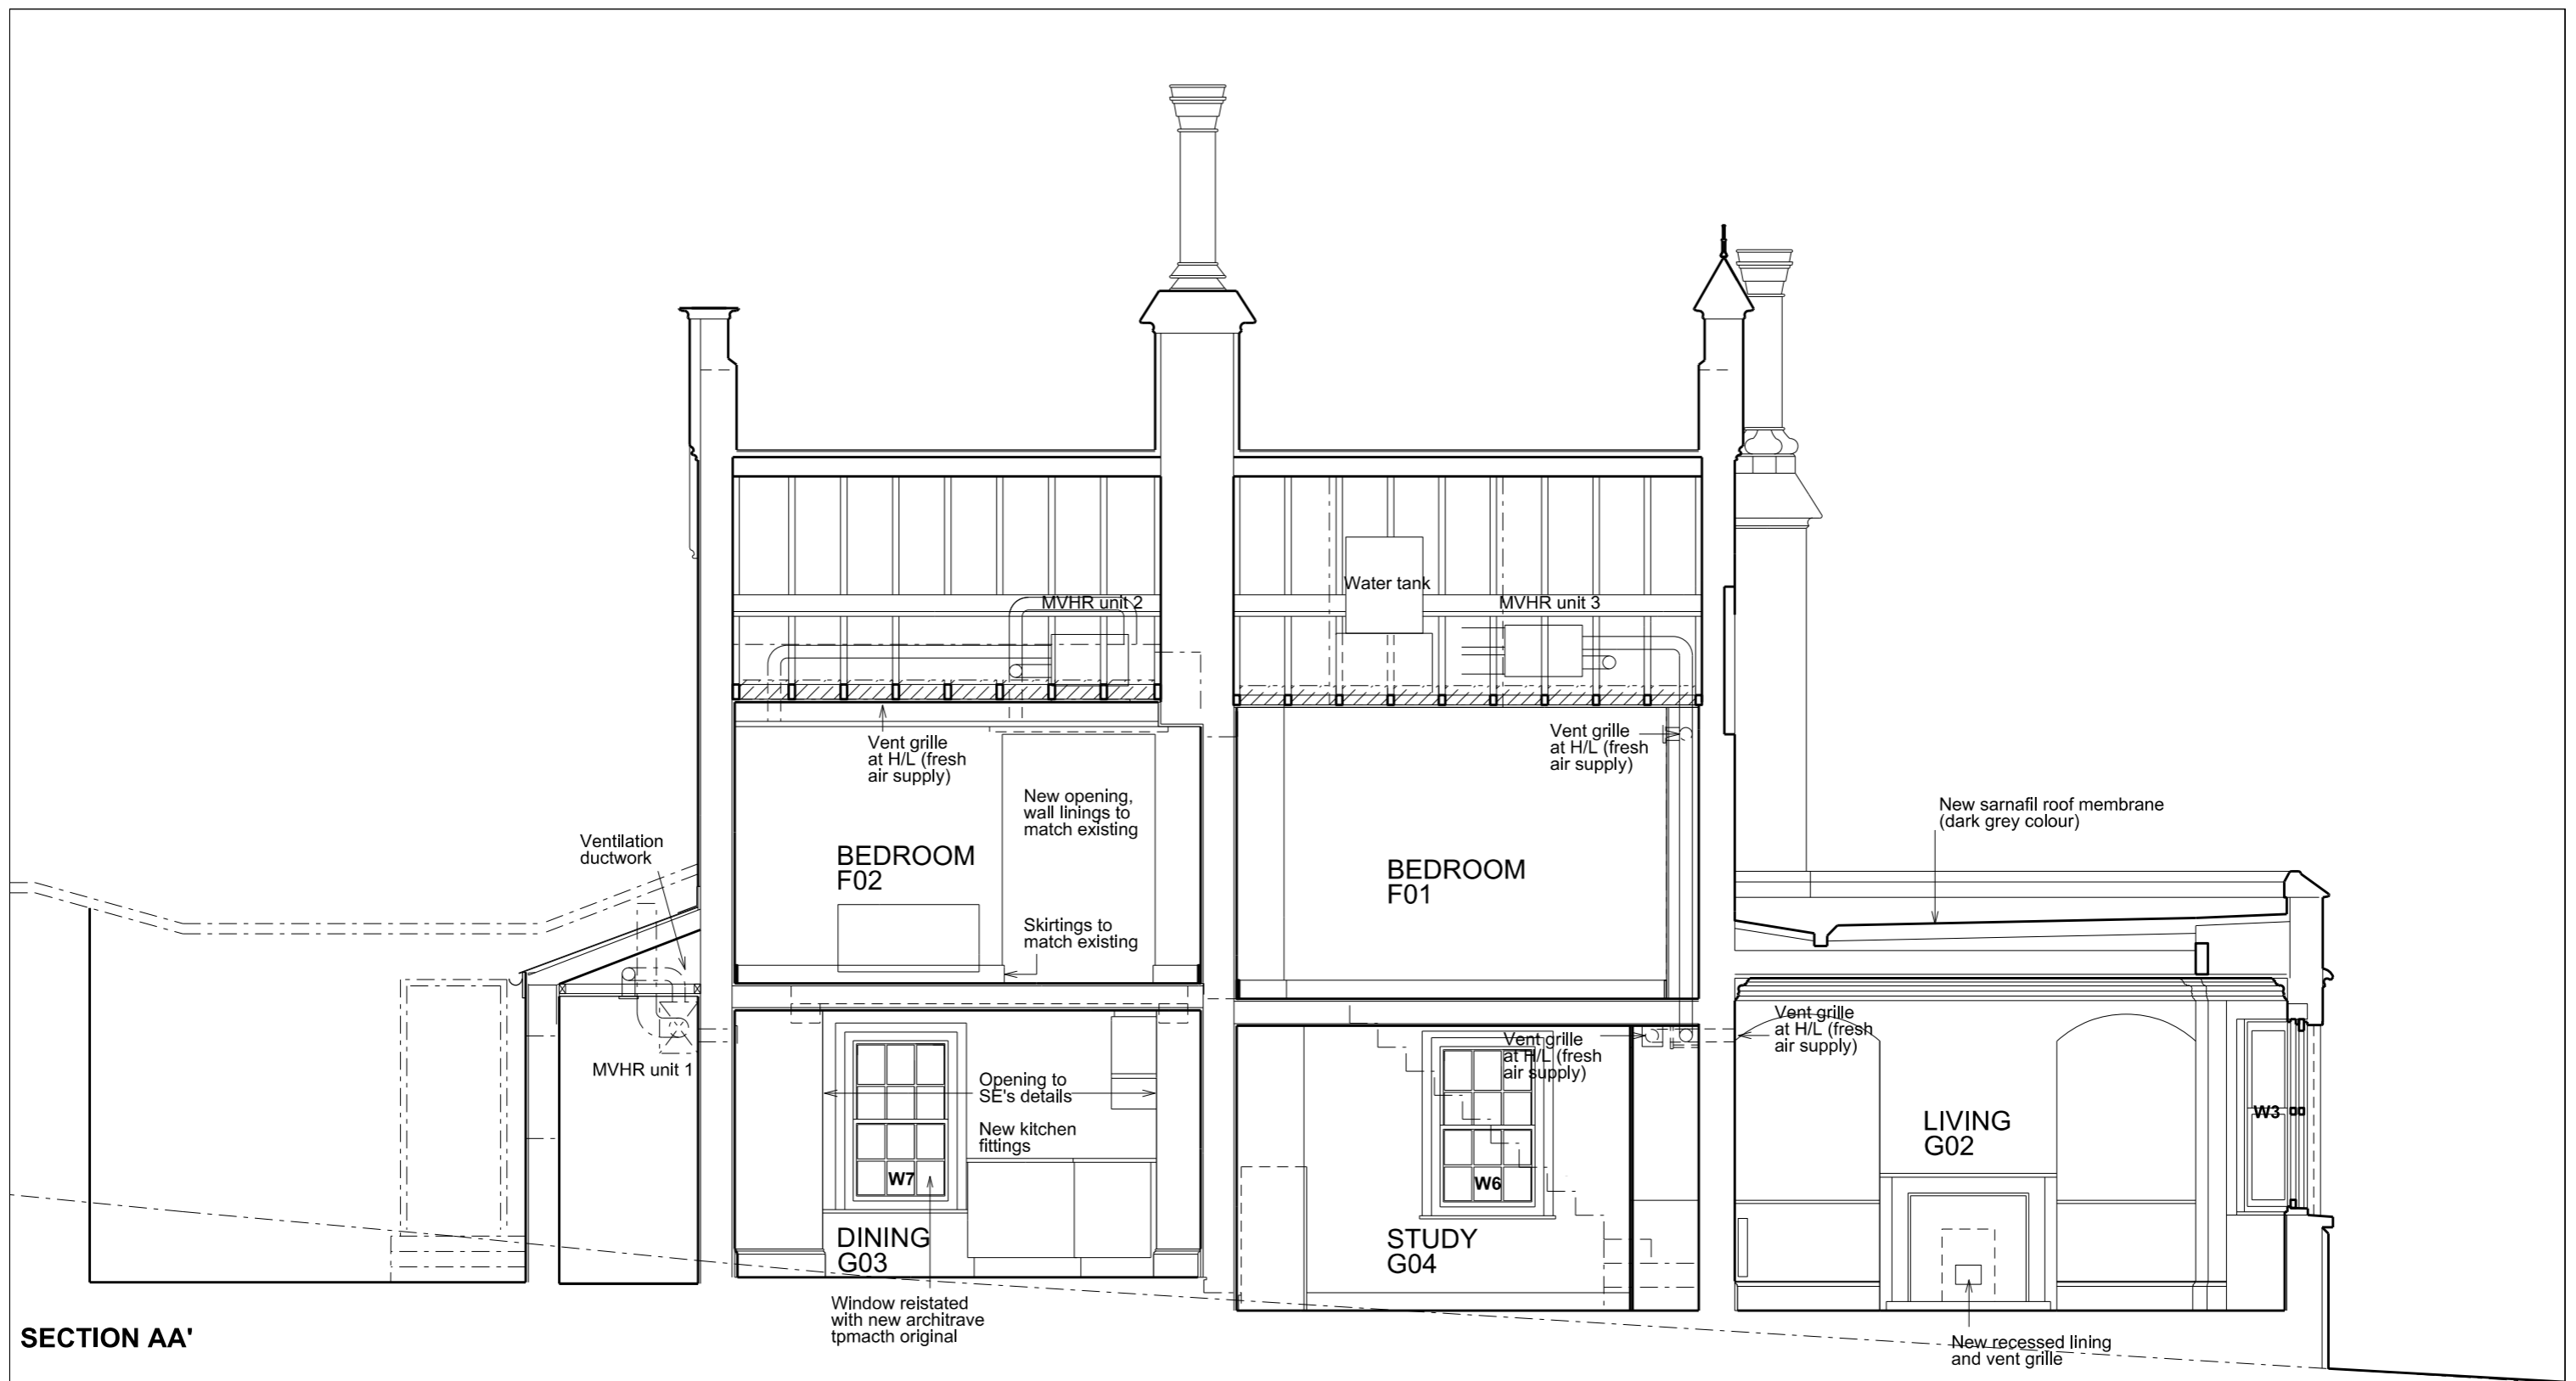 Water tank
MVHR unit 2
MVHR unit 3
Vent grille
at H/L (fresh
air supply)
Vent grille
at H/L (fresh
air supply)
New opening,
wall linings to
match existing
New sarnafil roof membrane
(dark grey colour)
Ventilation
ductwork
BEDROOM
F02
BEDROOM
F01
Skirtings to
match existing
Vent grille
at H/L (fresh
air supply)
Vent grille
at H/L (fresh
air supply)
MVHR unit 1
Opening to
SE's details
New kitchen
fittings
W3
LIVING
G02
W7
W6
DINING
G03
STUDY
G04
Window reistated
with new architrave
tpmacth original
New recessed lining
and vent grille
SECTION AA'